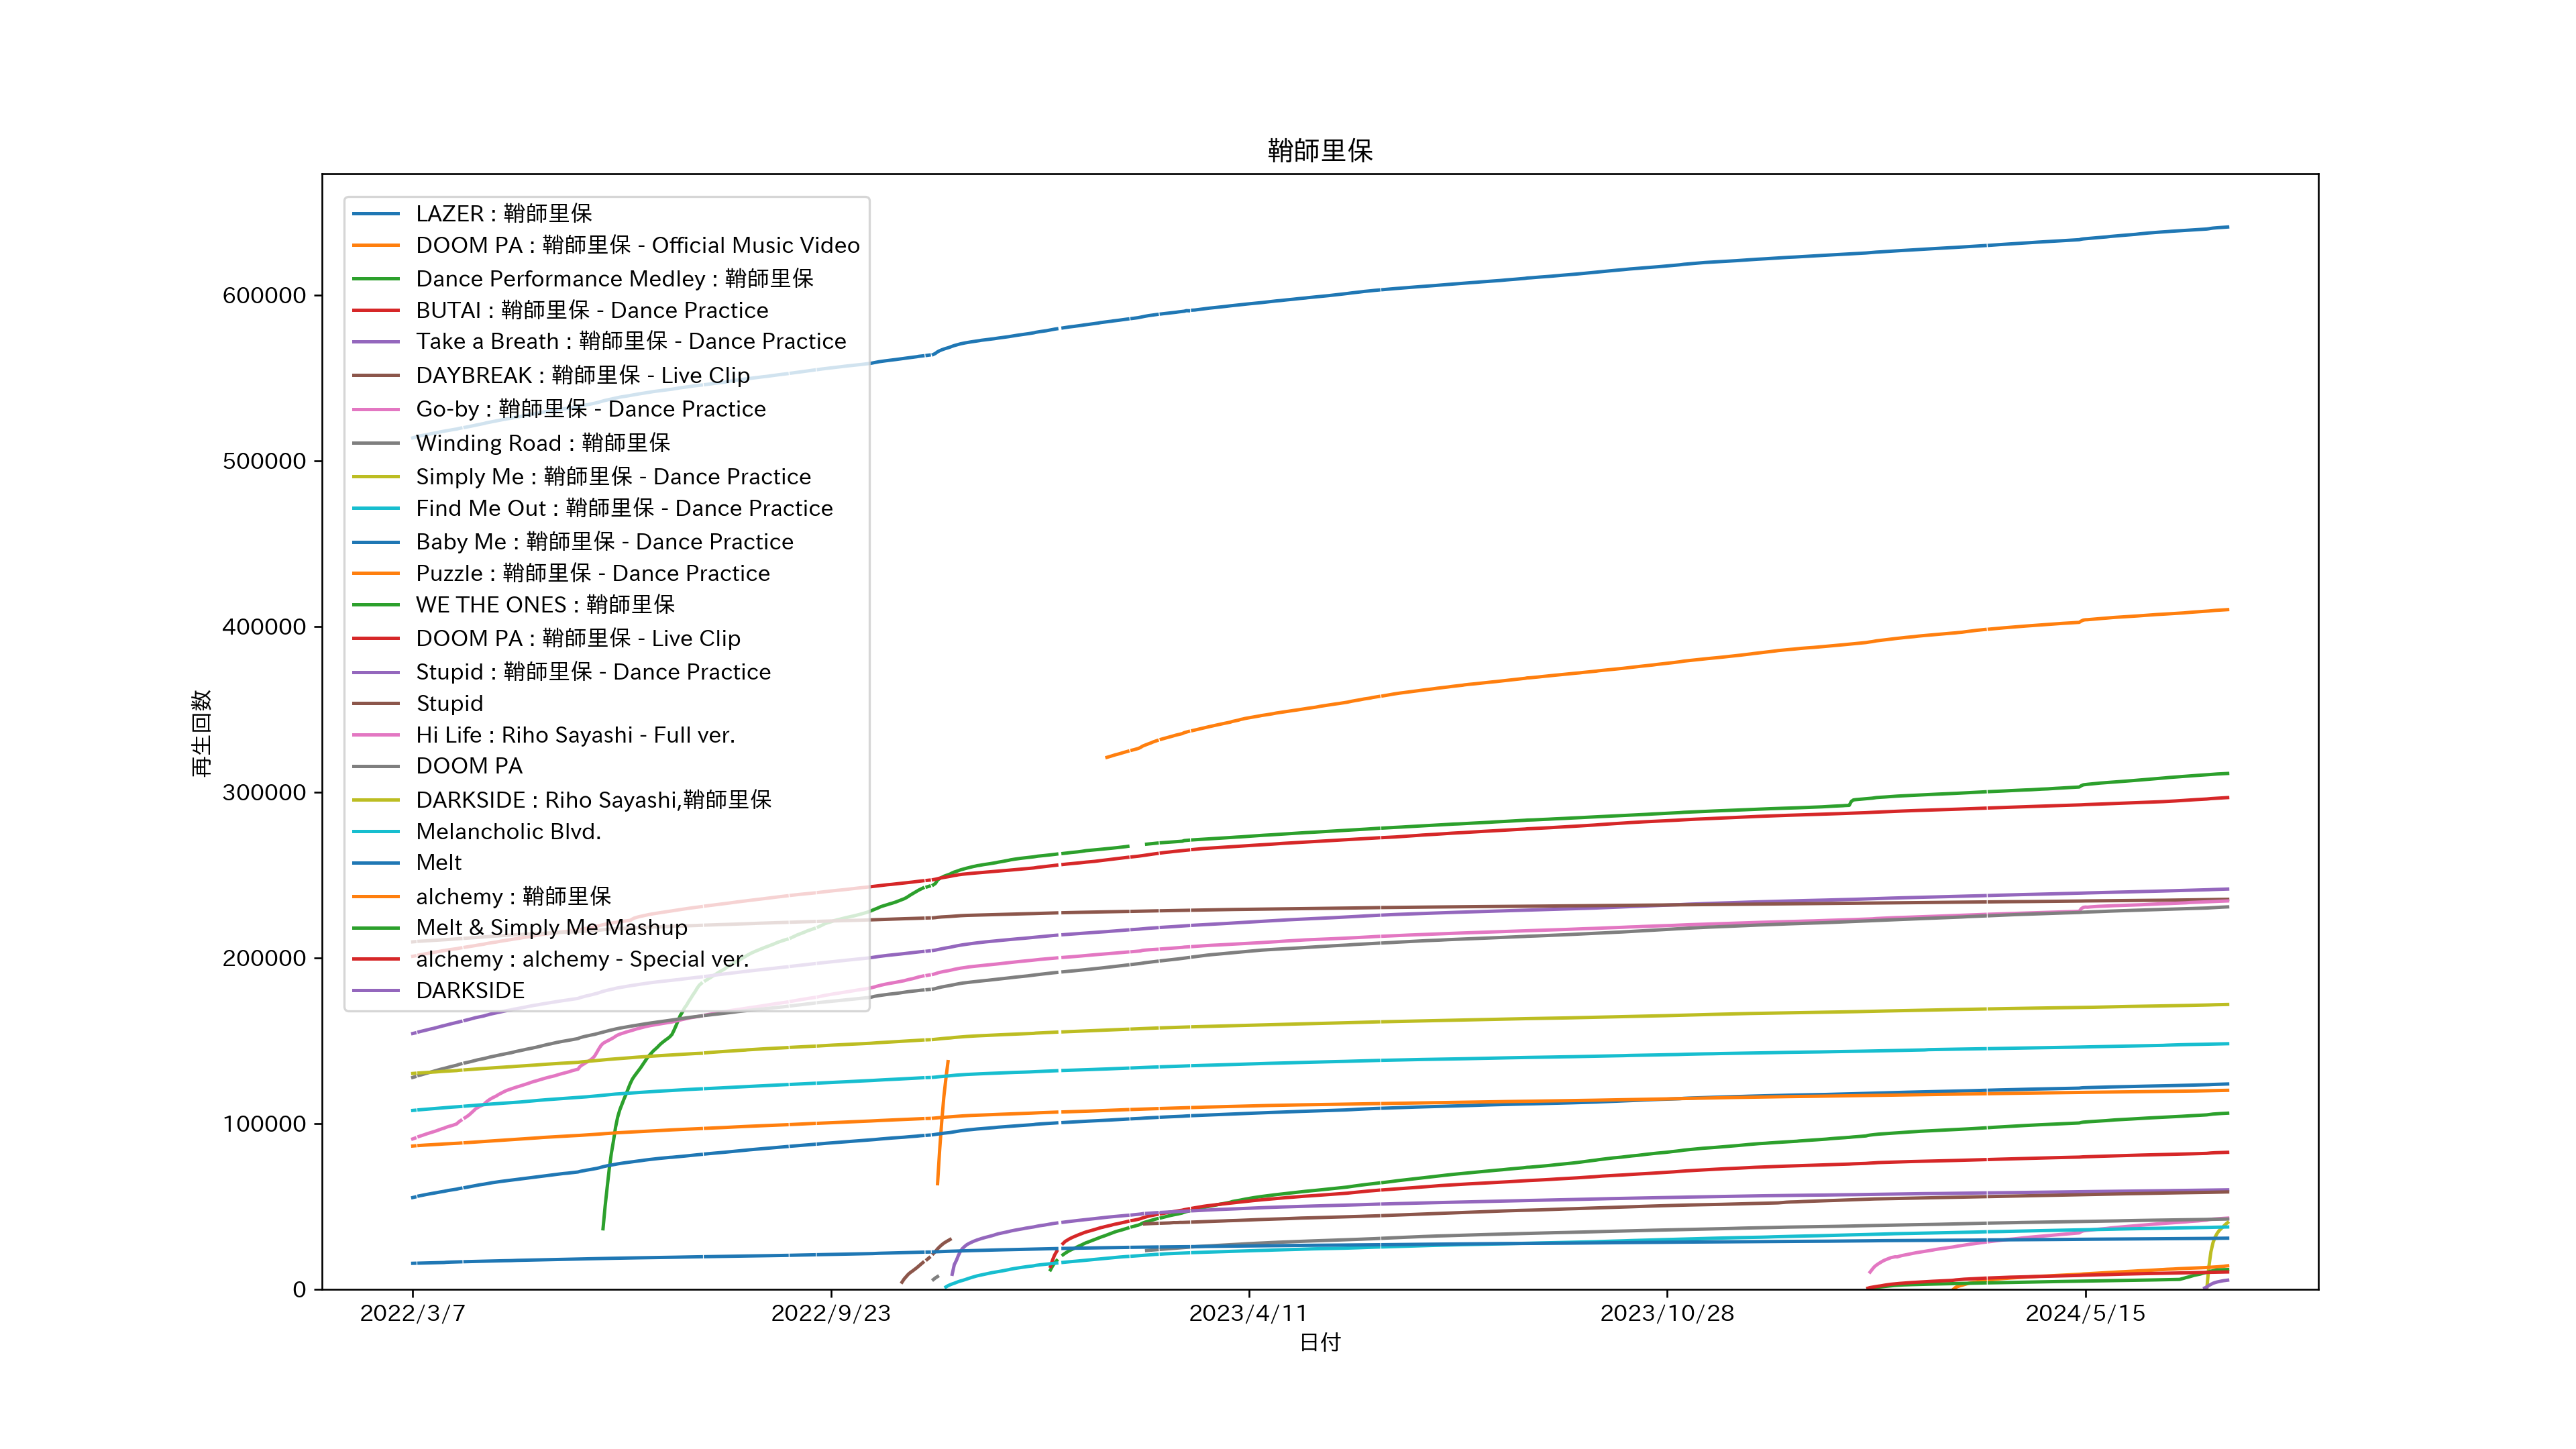 鞘師里保
LAZER : 鞘師里保
DOOM PA : 鞘師里保 - Official Music Video
Dance Performance Medley : 鞘師里保
BUTAI : 鞘師里保 - Dance Practice
Take a Breath : 鞘師里保 - Dance Practice
DAYBREAK : 鞘師里保 - Live Clip
Go-by : 鞘師里保 - Dance Practice
Winding Road : 鞘師里保
Simply Me : 鞘師里保 - Dance Practice
Find Me Out : 鞘師里保 - Dance Practice
Baby Me : 鞘師里保 - Dance Practice
Puzzle : 鞘師里保 - Dance Practice
WE THE ONES : 鞘師里保
DOOM PA : 鞘師里保 - Live Clip
Stupid : 鞘師里保 - Dance Practice
Stupid
Hi Life : Riho Sayashi - Full ver.
DOOM PA
DARKSIDE : Riho Sayashi,鞘師里保
Melancholic Blvd.
Melt
alchemy : 鞘師里保
Melt & Simply Me Mashup
alchemy : alchemy - Special ver.
DARKSIDE
600000
500000
400000
300000
200000
100000
0
再生回数
2022/3/7
2022/9/23
2023/4/11
2023/10/28
2024/5/15
日付